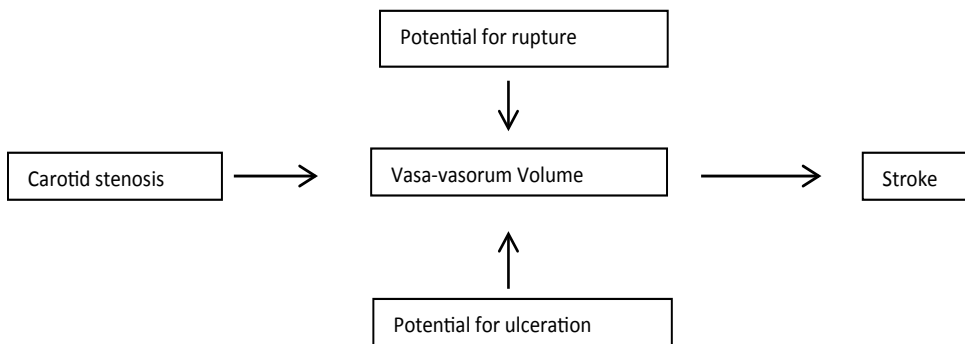 Potential for rupture
Carotid stenosis
Vasa-vasorum Volume
Stroke
Potential for ulceration